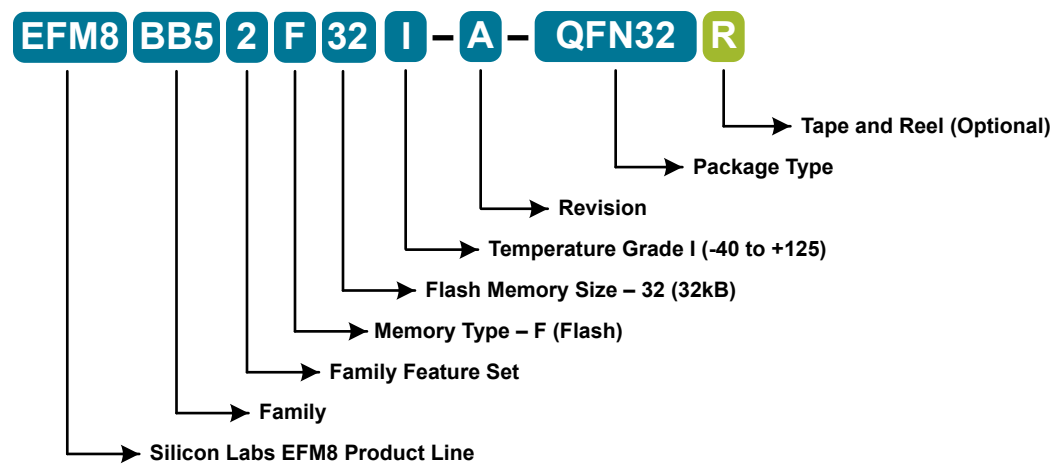 EFM8 BB5 2 F 32 I – A – QFN32 R
Tape and Reel (Optional)
Package Type
Revision
Temperature Grade I (-40 to +125)
Flash Memory Size – 32 (32kB)
Memory Type – F (Flash)
Family Feature Set
Family
Silicon Labs EFM8 Product Line